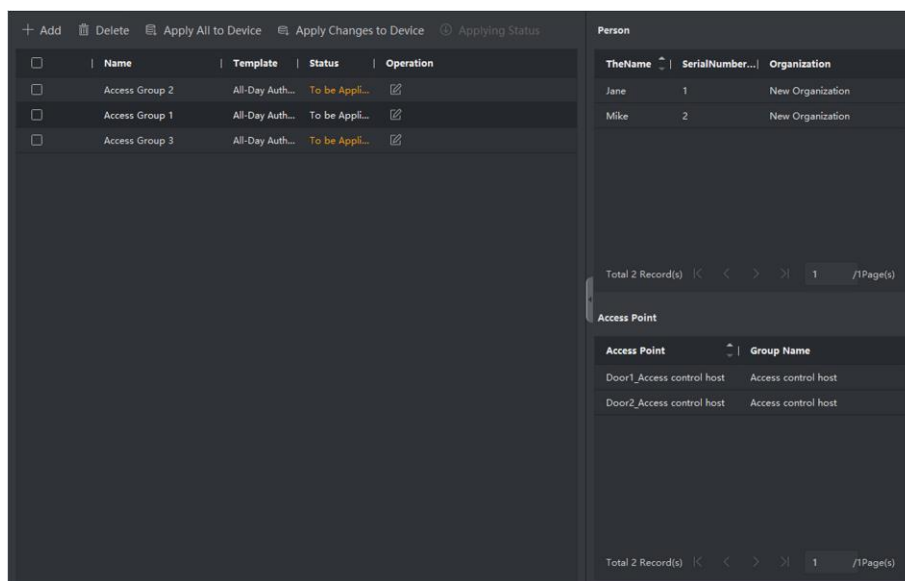 Add Delete Apply All to Device Apply Changes to Device Applying Status
Name Template Status Operation
Access Group 2 All-Day Auth... To be Appli...
Access Group 1 All-Day Auth... To be Appli...
Access Group 3 All-Day Auth... To be Appli...
Person
TheName SerialNumber... Organization
Jane 1 New Organization
Mike 2 New Organization
Total 2 Record(s) 1 /1Page(s)
Access Point
Access Point Group Name
Door1_Access control host Access control host
Door2_Access control host Access control host
Total 2 Record(s) 1 /1Page(s)